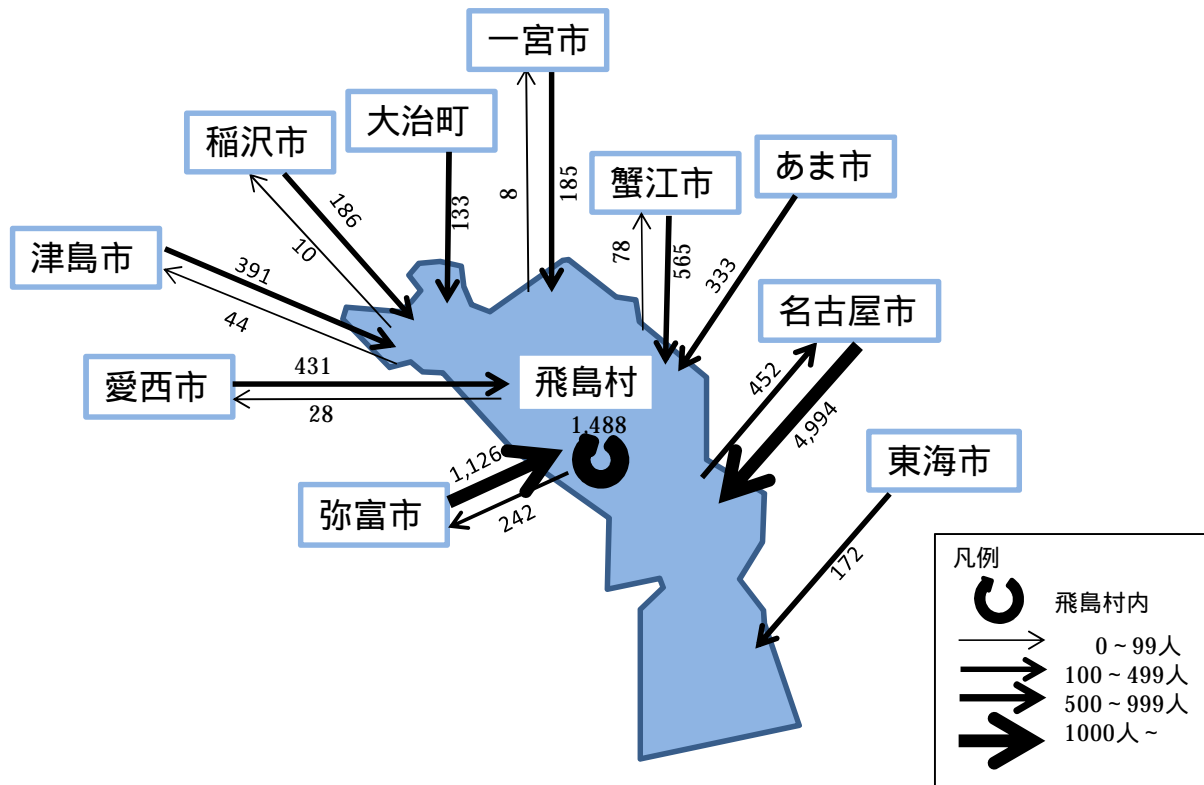 一宮市
大治町
稲沢市
蟹江市
あま市
津島市
名古屋市
愛西市
飛島村
弥富市
東海市
8
185
133
186
10
78
565
333
391
44
431
28
452
4,994
1,488
1,126
242
172
凡例
飛島村内
0~99人
100~499人
500~999人
1000人~